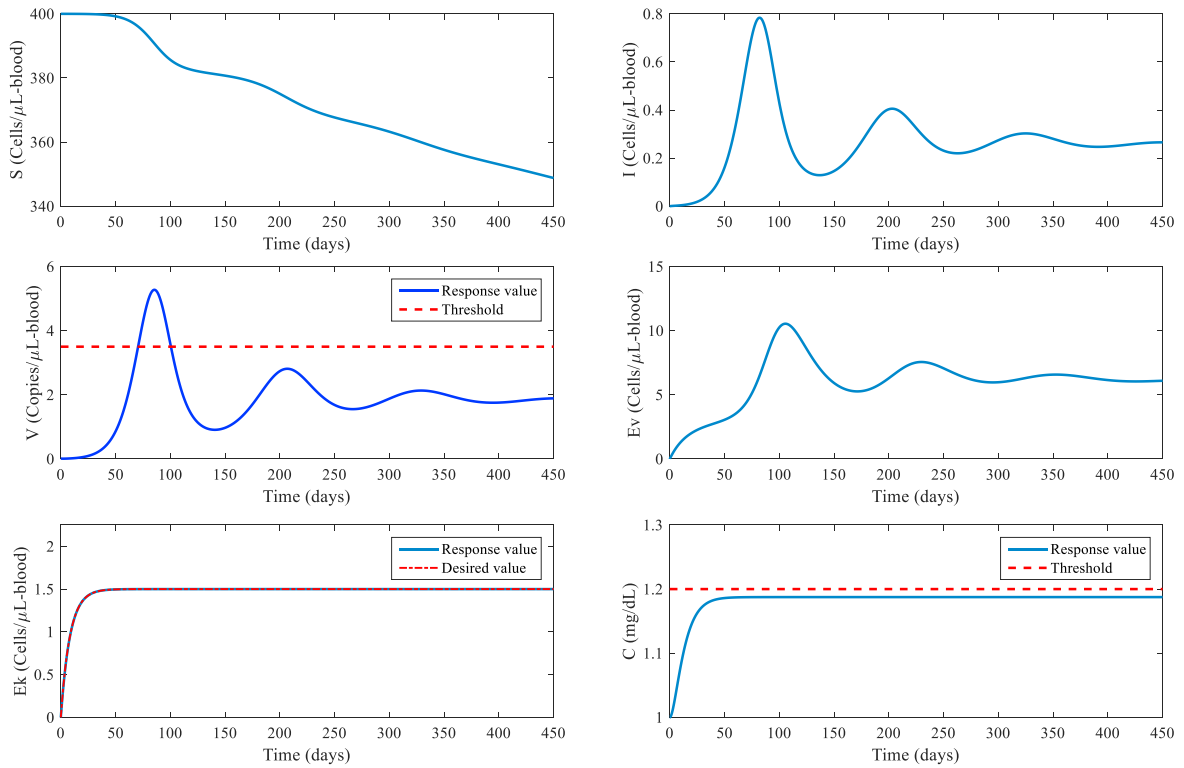 S (Cells/μL-blood)
400
380
360
340
0 50 100 150 200 250 300 350 400 450
Time (days)
I (Cells/μL-blood)
0.8
0.6
0.4
0.2
0
0 50 100 150 200 250 300 350 400 450
Time (days)
V (Copies/μL-blood)
6
4
2
0
Response value
Threshold
0 50 100 150 200 250 300 350 400 450
Time (days)
Ev (Cells/μL-blood)
15
10
5
0
0 50 100 150 200 250 300 350 400 450
Time (days)
Ek (Cells/μL-blood)
2
1.5
1
0.5
0
Response value
Desired value
0 50 100 150 200 250 300 350 400 450
Time (days)
C (mg/dL)
1.3
1.2
1.1
1
Response value
Threshold
0 50 100 150 200 250 300 350 400 450
Time (days)